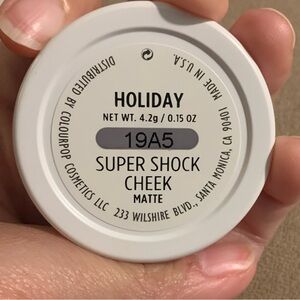 HOLIDAY
NET WT. 4.2g / 0.15 OZ
19A5
SUPER SHOCK
CHEEK
MATTE
DISTRIBUTED BY COLOURPOP COSMETICS LLC 233 WILSHIRE BLVD., SANTA MONICA, CA 90401 MADE IN U.S.A.